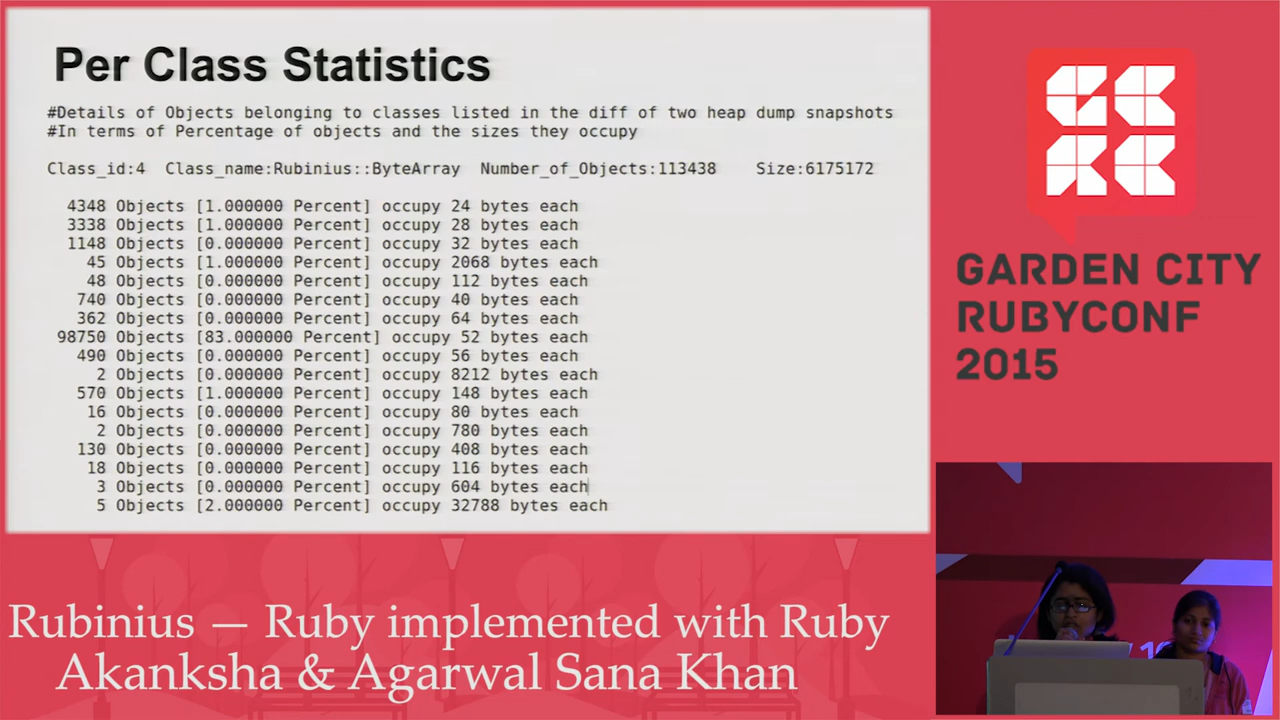 Per Class Statistics
#Details of Objects belonging to classes listed in the diff of two heap dump snapshots
#In terms of Percentage of objects and the sizes they occupy
Class_id:4  Class_name:Rubinius::ByteArray  Number_of_Objects:113438    Size:6175172
4348 Objects [1.000000 Percent] occupy 24 bytes each
3338 Objects [1.000000 Percent] occupy 28 bytes each
1148 Objects [0.000000 Percent] occupy 32 bytes each
45 Objects [1.000000 Percent] occupy 2068 bytes each
48 Objects [0.000000 Percent] occupy 112 bytes each
740 Objects [0.000000 Percent] occupy 40 bytes each
362 Objects [0.000000 Percent] occupy 64 bytes each
98750 Objects [83.000000 Percent] occupy 52 bytes each
490 Objects [0.000000 Percent] occupy 56 bytes each
2 Objects [0.000000 Percent] occupy 8212 bytes each
570 Objects [1.000000 Percent] occupy 148 bytes each
16 Objects [0.000000 Percent] occupy 80 bytes each
2 Objects [0.000000 Percent] occupy 780 bytes each
130 Objects [0.000000 Percent] occupy 408 bytes each
18 Objects [0.000000 Percent] occupy 116 bytes each
3 Objects [0.000000 Percent] occupy 604 bytes each
5 Objects [2.000000 Percent] occupy 32788 bytes each
GARDEN CITY
RUBYCONF
2015
Rubinius — Ruby implemented with Ruby
Akanksha & Agarwal Sana Khan